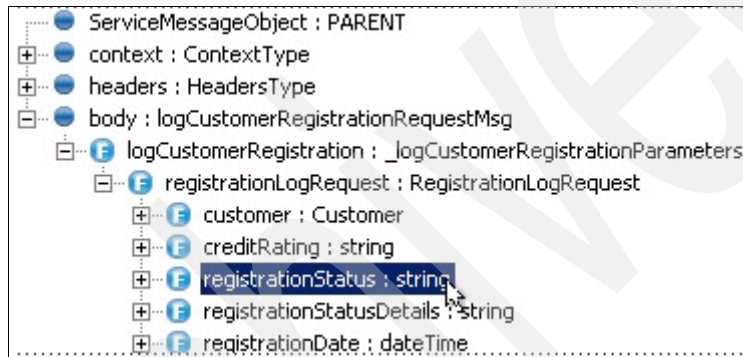 ServiceMessageObject : PARENT
context : ContextType
headers : HeadersType
body : logCustomerRegistrationRequestMsg
logCustomerRegistration : _logCustomerRegistrationParameters
registrationLogRequest : RegistrationLogRequest
customer : Customer
creditRating : string
registrationStatus : string
registrationStatusDetails : string
registrationDate : dateTime